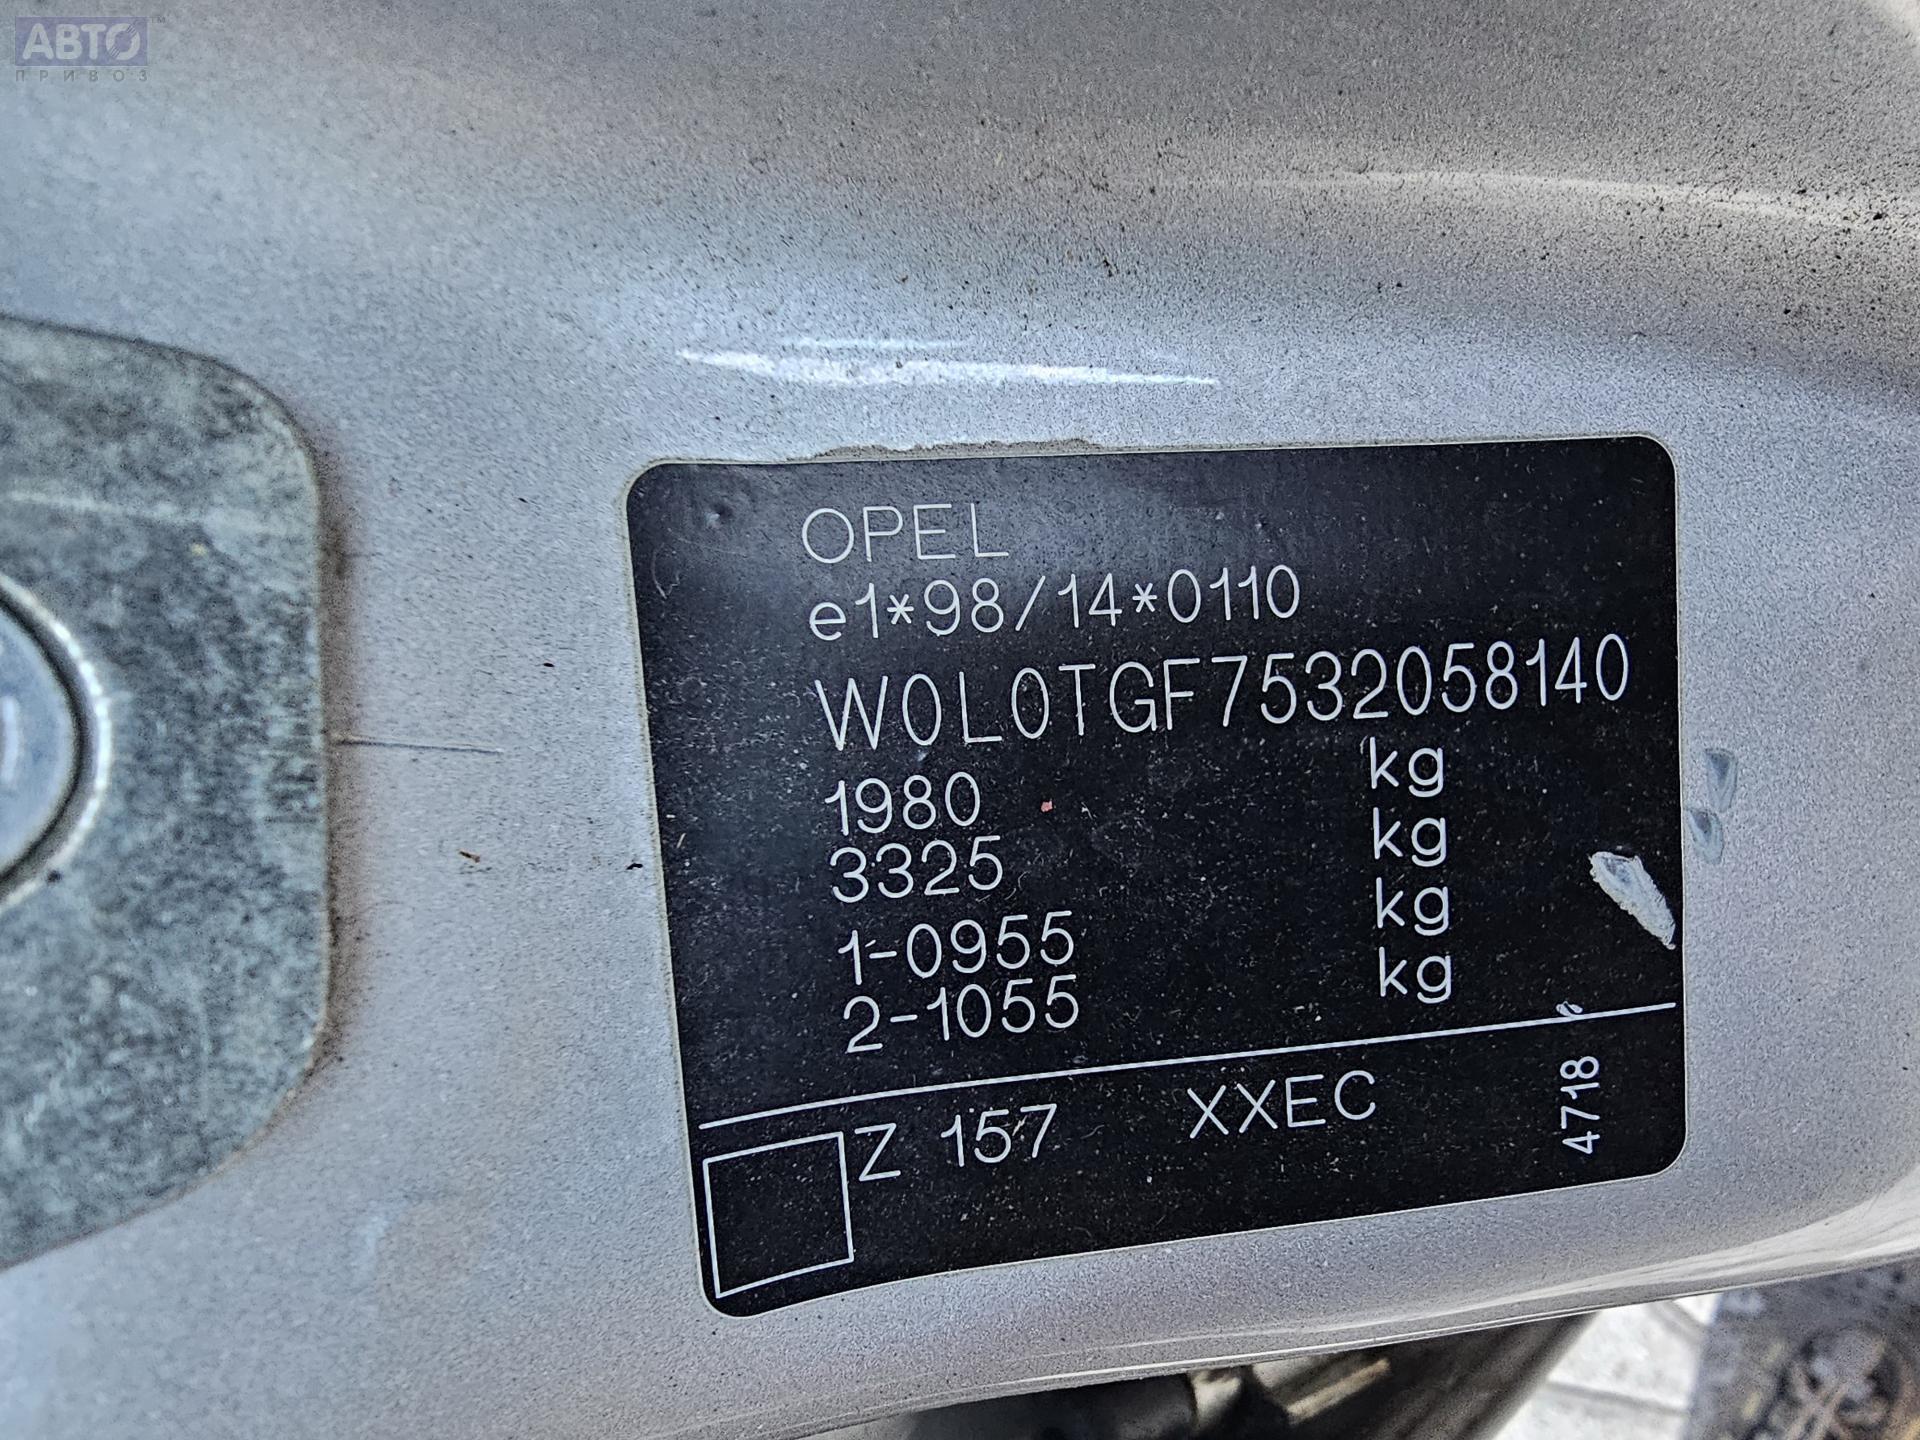 АВТО
ПРИВОЗ
OPEL
e1*98/14*0110
W0L0TGF7532058140
1980 kg
3325 kg
1-0955 kg
2-1055 kg
Z 157 XXEC
4718